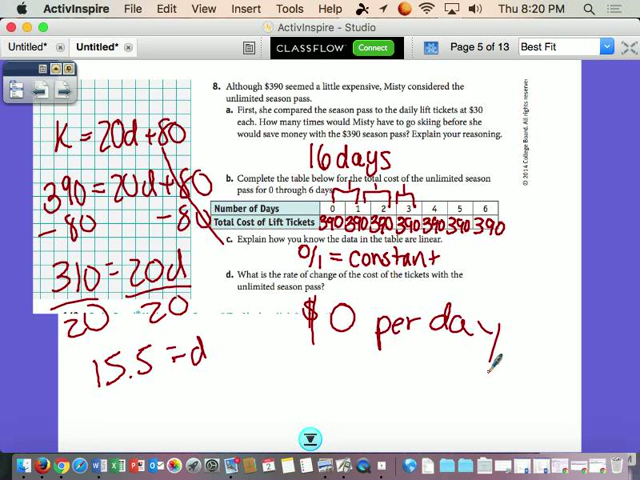 ActivInspire File Edit View Insert Tools Help Thu 8:20 PM
ActivInspire - Studio
Untitled* Untitled* CLASSFLOW Connect Page 5 of 13 Best Fit
8. Although $390 seemed a little expensive, Misty considered the
unlimited season pass.
a. First, she compared the season pass to the daily lift tickets at $30
each. How many times would Misty have to go skiing before she
would save money with the $390 season pass? Explain your reasoning.
16 days
b. Complete the table below for the total cost of the unlimited season
pass for 0 through 6 days.
Number of Days 0 1 2 3 4 5 6
Total Cost of Lift Tickets 390 390 390 390 390 390 390
c. Explain how you know the data in the table are linear.
0/1 = constant
d. What is the rate of change of the cost of the tickets with the
unlimited season pass?
$0 per day
K = 20d + 80
390 = 20d + 80
-80 -80
310 = 20d
20 20
15.5 = d
© 2014 College Board. All rights reserved.